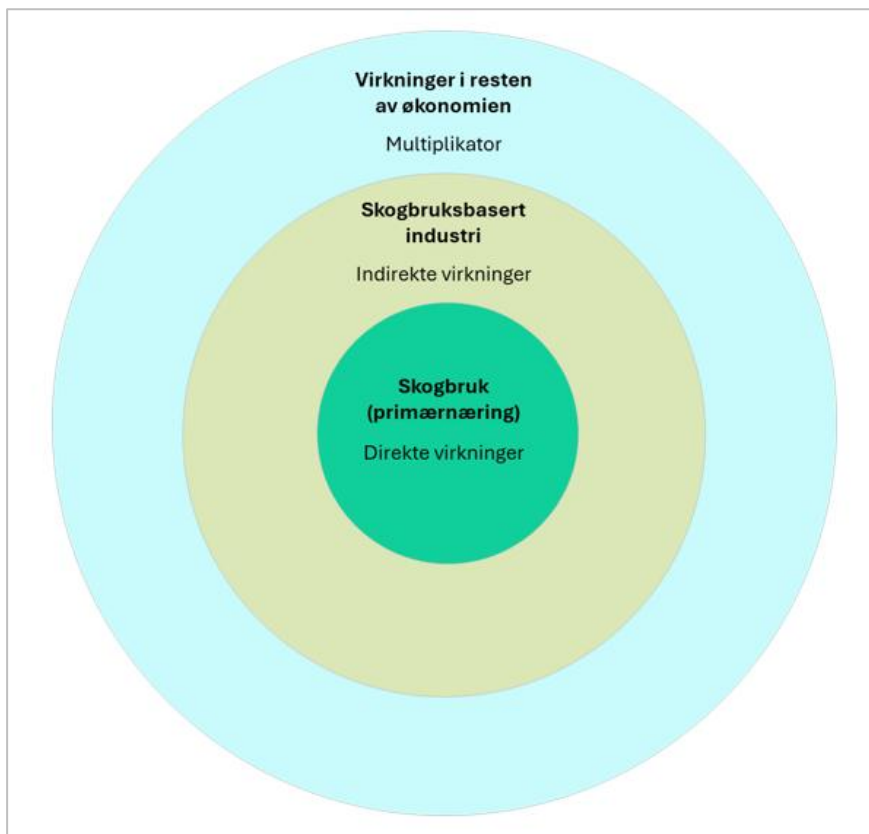 Virkninger i resten
av økonomien
Multiplikator
Skogbruksbasert
industri
Indirekte virkninger
Skogbruk
(primærnæring)
Direkte virkninger